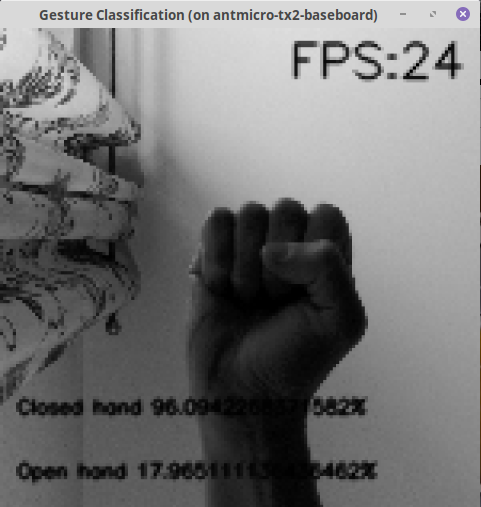 Gesture Classification (on antmicro-tx2-baseboard)
FPS:24
Closed hand
Open hand